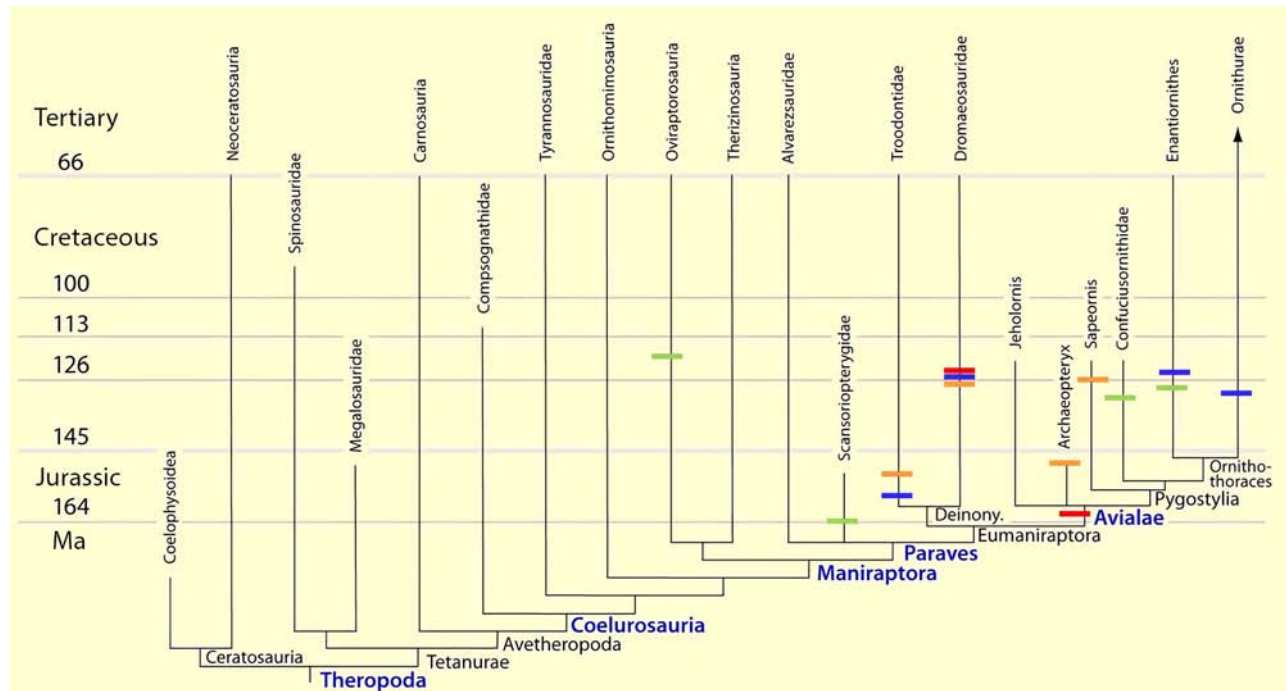 Tertiary
66
Cretaceous
100
113
126
145
Jurassic
164
Ma
Coelophysoidea
Neoceratosauria
Spinosauridae
Megalosauridae
Carnosauria
Compsognathidae
Tyrannosauridae
Ornithomimosauria
Oviraptorosauria
Therizinosauria
Alvarezsauridae
Scansoriopterygidae
Troodontidae
Dromaeosauridae
Jeholornis
Archaeopteryx
Sapeornis
Confuciusornithidae
Enantiornithes
Ornithurae
Ornitho-
thoraces
Pygostylia
Avialae
Deinony.
Eumaniraptora
Paraves
Maniraptora
Coelurosauria
Avetheropoda
Tetanurae
Ceratosauria
Theropoda